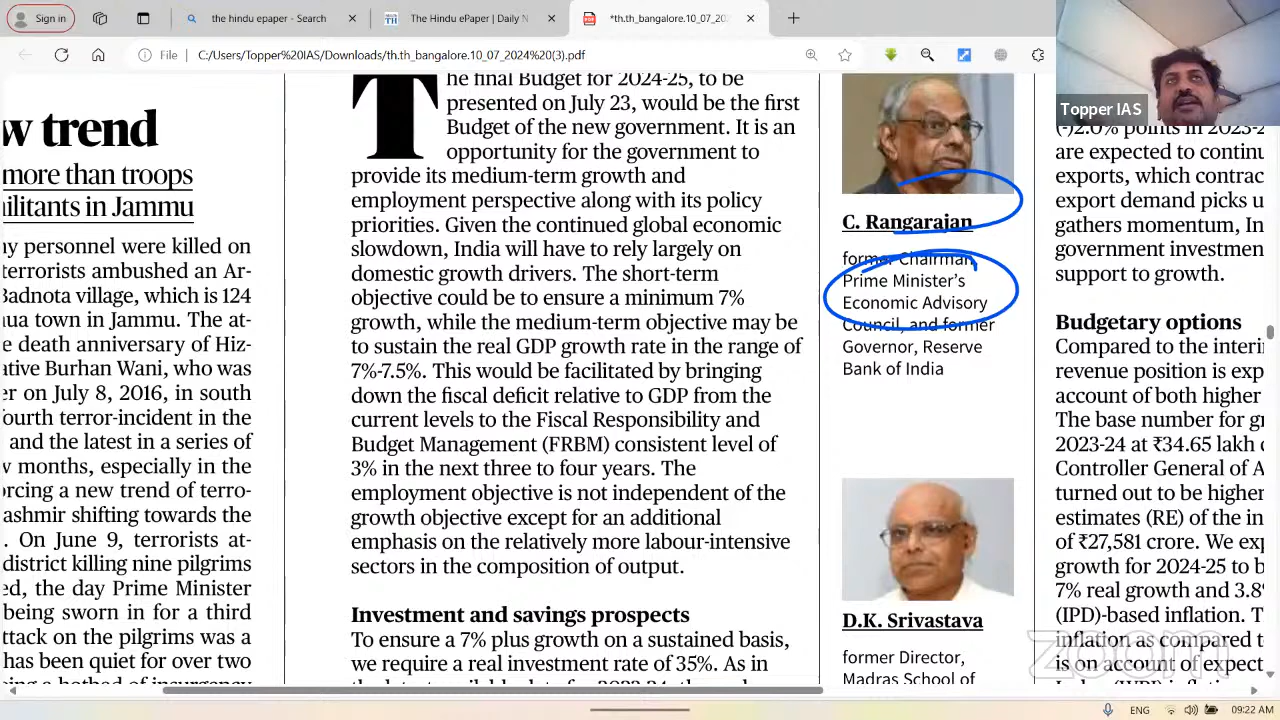 Sign in
the hindu epaper - Search
The Hindu ePaper | Daily N
*th.th_bangalore.10_07_202
File
C:/Users/Topper%20IAS/Downloads/th.th_bangalore.10_07_2024%20(3).pdf
Topper IAS
w trend
more than troops
ilitants in Jammu
ny personnel were killed on
terrorists ambushed an Ar-
Badnota village, which is 124
hua town in Jammu. The at-
e death anniversary of Hiz-
ative Burhan Wani, who was
er on July 8, 2016, in south
ourth terror-incident in the
and the latest in a series of
w months, especially in the
orcing a new trend of terro-
ashmir shifting towards the
. On June 9, terrorists at-
district killing nine pilgrims
ed, the day Prime Minister
being sworn in for a third
ttack on the pilgrims was a
has been quiet for over two
The final Budget for 2024-25, to be
presented on July 23, would be the first
Budget of the new government. It is an
opportunity for the government to
provide its medium-term growth and
employment perspective along with its policy
priorities. Given the continued global economic
slowdown, India will have to rely largely on
domestic growth drivers. The short-term
objective could be to ensure a minimum 7%
growth, while the medium-term objective may be
to sustain the real GDP growth rate in the range of
7%-7.5%. This would be facilitated by bringing
down the fiscal deficit relative to GDP from the
current levels to the Fiscal Responsibility and
Budget Management (FRBM) consistent level of
3% in the next three to four years. The
employment objective is not independent of the
growth objective except for an additional
emphasis on the relatively more labour-intensive
sectors in the composition of output.
Investment and savings prospects
To ensure a 7% plus growth on a sustained basis,
we require a real investment rate of 35%. As in
C. Rangarajan
former Chairman,
Prime Minister's
Economic Advisory
Council, and former
Governor, Reserve
Bank of India
D.K. Srivastava
former Director,
Madras School of
(-)2.0% points in 2023-2
are expected to continu
exports, which contrac
export demand picks u
gathers momentum, In
government investmen
support to growth.
Budgetary options
Compared to the interi
revenue position is exp
account of both higher
The base number for gr
2023-24 at ₹34.65 lakh c
Controller General of A
turned out to be higher
estimates (RE) of the in
of ₹27,581 crore. We exp
growth for 2024-25 to b
7% real growth and 3.8
(IPD)-based inflation. T
inflation as compared t
is on account of expect
zoom
ENG
09:22 AM